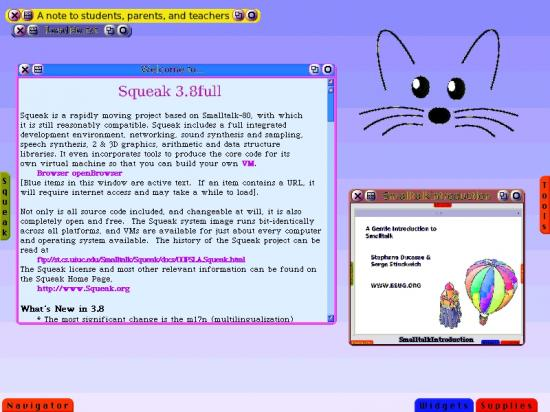 A note to students, parents, and teachers
Welcome to...
Squeak 3.8full
Squeak is a rapidly moving project based on Smalltalk-80, with which
it is still reasonably compatible. Squeak includes a full integrated
development environment, networking, sound synthesis and sampling,
speech synthesis, 2 & 3D graphics, arithmetic and data structure
libraries. It even incorporates tools to produce the core code for its
own virtual machine so that you can build your own VM.
Browser openBrowser
[Blue items in this window are active text. If an item contains a URL, it
will require internet access and may take a while to load].
Not only is all source code included, and changeable at will, it is also
completely open and free. The Squeak system image runs bit-identically
across all platforms, and VMs are available for just about every computer
and operating system available. The history of the Squeak project can be
read at
ftp://st.cs.uiuc.edu/Smalltalk/Squeak/docs/OOPSLA.Squeak.html
The Squeak license and most other relevant information can be found on
the Squeak Home Page,
http://www.Squeak.org
What's New in 3.8
* The most significant change is the m17n (multilingualization)
Squeak
Tools
Smalltalk Introduction
A Gentle Introduction to
Smalltalk
Stephane Ducasse &
Serge Stinckwich
WWW.ESUG.ORG
SmalltalkIntroduction
Navigator
Widgets
Supplies